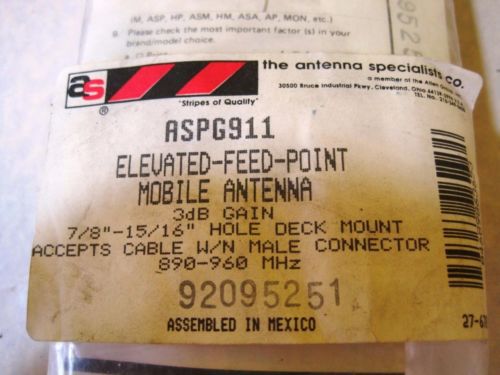 (M, ASP, HP, ASM, HM, ASA, AP, MON, etc.)
9. Please check the most important factor (s) in your
brand/model choice.
as
the antenna specialists co.
a member of the Allen Group
30500 Bruce Industrial Pkwy., Cleveland, Ohio
"Stripes of Quality"
ASPG911
ELEVATED-FEED-POINT
MOBILE ANTENNA
3dB GAIN
7/8"-15/16" HOLE DECK MOUNT
ACCEPTS CABLE W/N MALE CONNECTOR
890-960 MHz
92095251
ASSEMBLED IN MEXICO